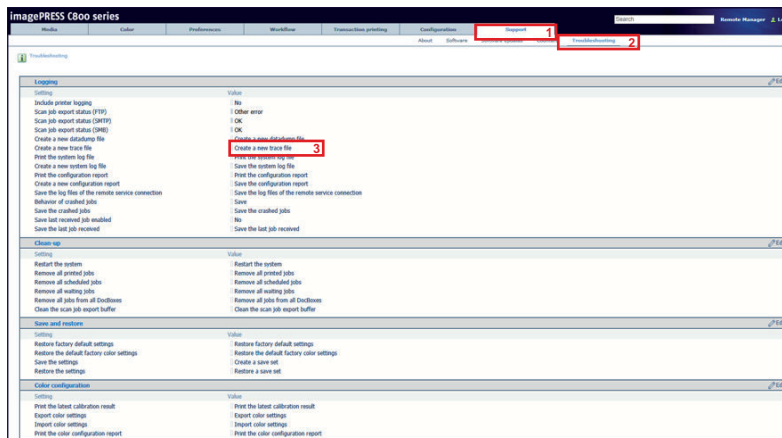 imagePRESS C800 series
Search
Remote Manager
Media Color Preferences Workflow Transaction printing Configuration Support 1
About Software Troubleshooting 2
Troubleshooting
Logging
Setting Value
Include printer logging No
Scan job export status (FTP) Other error
Scan job export status (SMTP) OK
Scan job export status (SMB) OK
Create a new datadump file Create a new datadump file
Create a new trace file Create a new trace file 3
Print the system log file Print the system log file
Create a new system log file Save the system log file
Print the configuration report Print the configuration report
Create a new configuration report Save the configuration report
Save the log files of the remote service connection Save the log files of the remote service connection
Behavior of crashed jobs Save
Save the crashed jobs Save the crashed jobs
Save last received job enabled No
Save the last job received Save the last job received
Clean-up
Setting Value
Restart the system Restart the system
Remove all printed jobs Remove all printed jobs
Remove all scheduled jobs Remove all scheduled jobs
Remove all waiting jobs Remove all waiting jobs
Remove all jobs from all DocBoxes Remove all jobs from all DocBoxes
Clean the scan job export buffer Clean the scan job export buffer
Save and restore
Setting Value
Restore factory default settings Restore factory default settings
Restore the default factory color settings Restore the default factory color settings
Save the settings Create a save set
Restore the settings Restore a save set
Color configuration
Setting Value
Print the latest calibration result Print the latest calibration result
Export color settings Export color settings
Import color settings Import color settings
Print the color configuration report Print the color configuration report